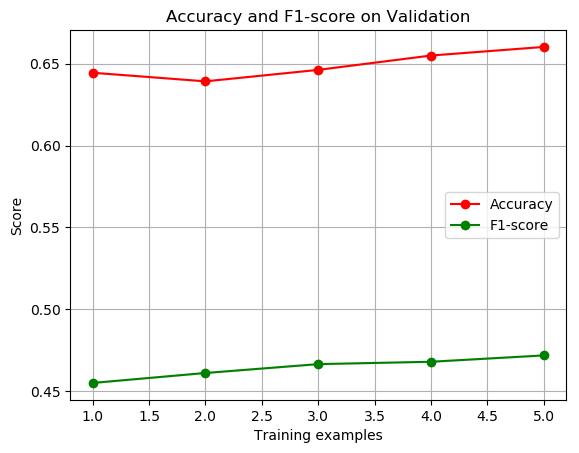 Accuracy and F1-score on Validation
Score
0.65
0.60
0.55
0.50
0.45
Accuracy
F1-score
1.0 1.5 2.0 2.5 3.0 3.5 4.0 4.5 5.0
Training examples